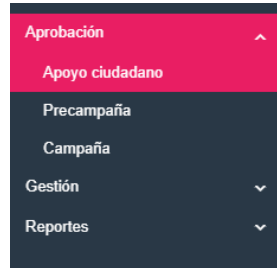 Aprobación
Apoyo ciudadano
Precampaña
Campaña
Gestión
Reportes